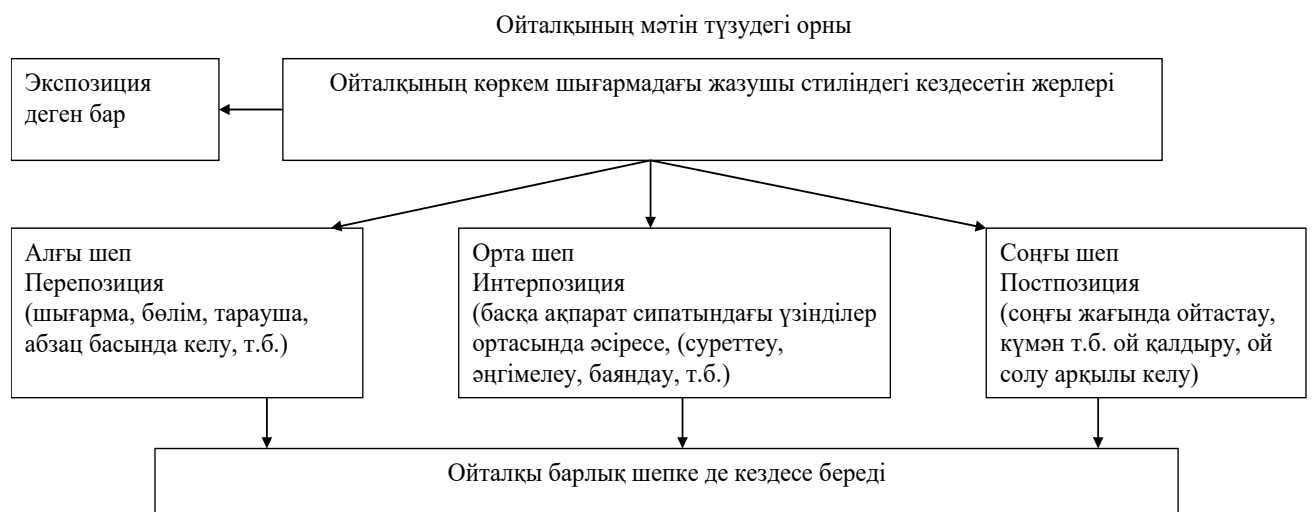 Ойталқының мәтін түзудегі орны
Экспозиция
деген бар
Ойталқының көркем шығармадағы жазушы стиліндегі кездесетін жерлері
Алғы шеп
Перепозиция
(шығарма, бөлім, тарауша,
абзац басында келу, т.б.)
Орта шеп
Интерпозиция
(басқа ақпарат сипатындағы үзінділер
ортасында әсіресе, (суреттеу,
әңгімелеу, баяндау, т.б.)
Соңғы шеп
Постпозиция
(соңғы жағында ойтастау,
күмән т.б. ой қалдыру, ой
солу арқылы келу)
Ойталқы барлық шепке де кездесе береді